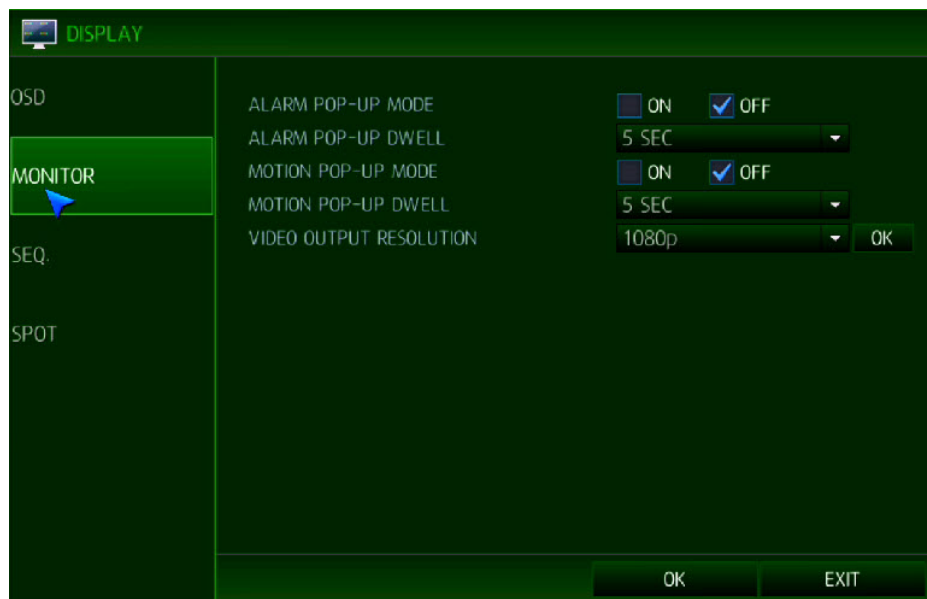 DISPLAY
OSD
MONITOR
SEQ.
SPOT
ALARM POP-UP MODE ON OFF
ALARM POP-UP DWELL 5 SEC
MOTION POP-UP MODE ON OFF
MOTION POP-UP DWELL 5 SEC
VIDEO OUTPUT RESOLUTION 1080p OK
OK EXIT